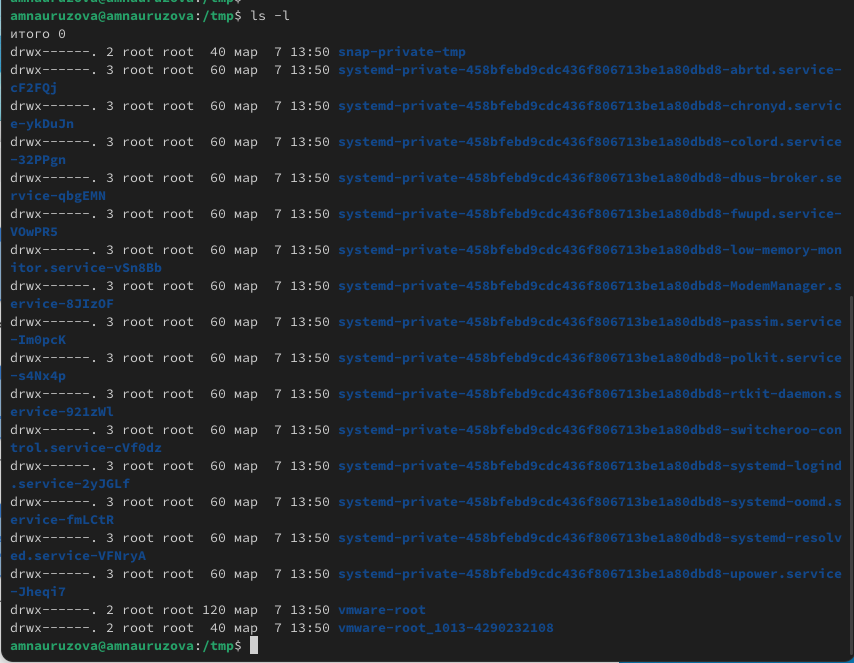 amnauruzova@amnauruzova:/tmp$ ls -l
итого 0
drwx------. 2 root root  40 мар  7 13:50 snap-private-tmp
drwx------. 3 root root  60 мар  7 13:50 systemd-private-458bfebd9cdc436f806713be1a80dbd8-abrtd.service-
cF2FQj
drwx------. 3 root root  60 мар  7 13:50 systemd-private-458bfebd9cdc436f806713be1a80dbd8-chronyd.servic
e-ykDuJn
drwx------. 3 root root  60 мар  7 13:50 systemd-private-458bfebd9cdc436f806713be1a80dbd8-colord.service
-32PPgn
drwx------. 3 root root  60 мар  7 13:50 systemd-private-458bfebd9cdc436f806713be1a80dbd8-dbus-broker.se
rvice-qbgEMN
drwx------. 3 root root  60 мар  7 13:50 systemd-private-458bfebd9cdc436f806713be1a80dbd8-fwupd.service-
VOwPR5
drwx------. 3 root root  60 мар  7 13:50 systemd-private-458bfebd9cdc436f806713be1a80dbd8-low-memory-mon
itor.service-vSn8Bb
drwx------. 3 root root  60 мар  7 13:50 systemd-private-458bfebd9cdc436f806713be1a80dbd8-ModemManager.s
ervice-8JIzOF
drwx------. 3 root root  60 мар  7 13:50 systemd-private-458bfebd9cdc436f806713be1a80dbd8-passim.service
-Im0pcK
drwx------. 3 root root  60 мар  7 13:50 systemd-private-458bfebd9cdc436f806713be1a80dbd8-polkit.service
-s4Nx4p
drwx------. 3 root root  60 мар  7 13:50 systemd-private-458bfebd9cdc436f806713be1a80dbd8-rtkit-daemon.s
ervice-921zWl
drwx------. 3 root root  60 мар  7 13:50 systemd-private-458bfebd9cdc436f806713be1a80dbd8-switcheroo-con
trol.service-cVf0dz
drwx------. 3 root root  60 мар  7 13:50 systemd-private-458bfebd9cdc436f806713be1a80dbd8-systemd-logind
.service-2yJGLf
drwx------. 3 root root  60 мар  7 13:50 systemd-private-458bfebd9cdc436f806713be1a80dbd8-systemd-oomd.s
ervice-fmLCtR
drwx------. 3 root root  60 мар  7 13:50 systemd-private-458bfebd9cdc436f806713be1a80dbd8-systemd-resolv
ed.service-VFNryA
drwx------. 3 root root  60 мар  7 13:50 systemd-private-458bfebd9cdc436f806713be1a80dbd8-upower.service
-Jheqi7
drwx------. 2 root root 120 мар  7 13:50 vmware-root
drwx------. 2 root root  40 мар  7 13:50 vmware-root_1013-4290232108
amnauruzova@amnauruzova:/tmp$